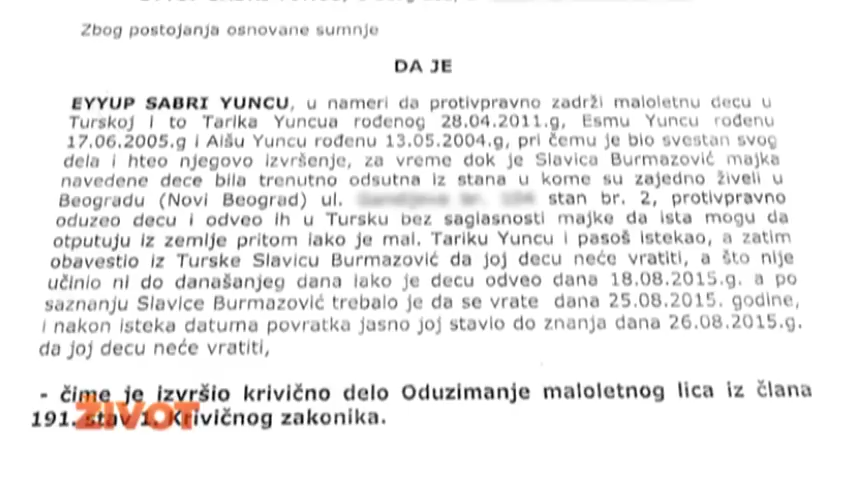 Zbog postojanja osnovane sumnje
DA JE
EYYUP SABRI YUNCU, u nameri da protivpravno zadrži maloletnu decu u
Turskoj i to Tarika Yuncua rođenog 28.04.2011.g, Esmu Yuncu rođenu
17.06.2005.g i Aišu Yuncu rođenu 13.05.2004.g, pri čemu je bio svestan svog
dela i hteo njegovo izvršenje, za vreme dok je Slavica Burmazović majka
navedene dece bila trenutno odsutna iz stana u kome su zajedno živeli u
Beogradu (Novi Beograd) ul. stan br. 2, protivpravno
oduzeo decu i odveo ih u Tursku bez saglasnosti majke da ista mogu da
otputuju iz zemlje pritom iako je mal. Tariku Yuncu i pasoš istekao, a zatim
obavestio iz Turske Slavicu Burmazović da joj decu neće vratiti, a što nije
učinio ni do današanjeg dana iako je decu odveo dana 18.08.2015.g. a po
saznanju Slavice Burmazović trebalo je da se vrate dana 25.08.2015. godine,
i nakon isteka datuma povratka jasno joj stavio do znanja dana 26.08.2015.g.
da joj decu neće vratiti,
- čime je izvršio krivično delo Oduzimanje maloletnog lica iz člana
191. stav 1. Krivičnog zakonika.
ŽIVOT